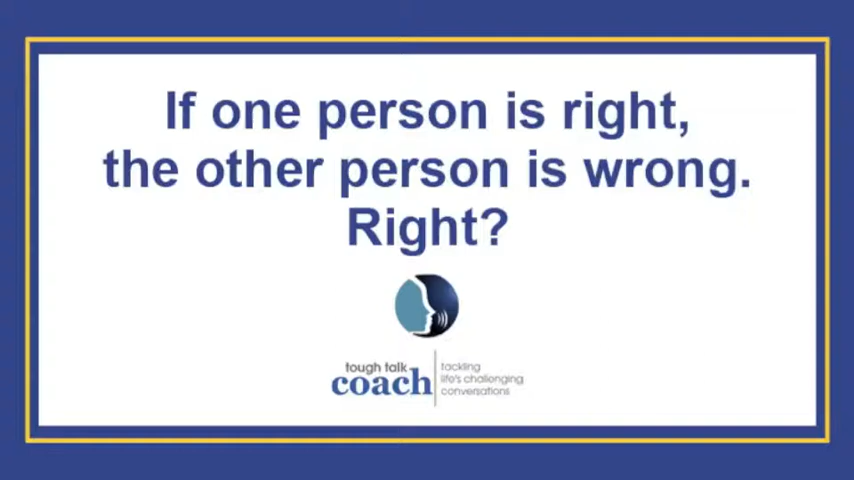 If one person is right,
the other person is wrong.
Right?
tough talk
coach
tackling
life's challenging
conversations